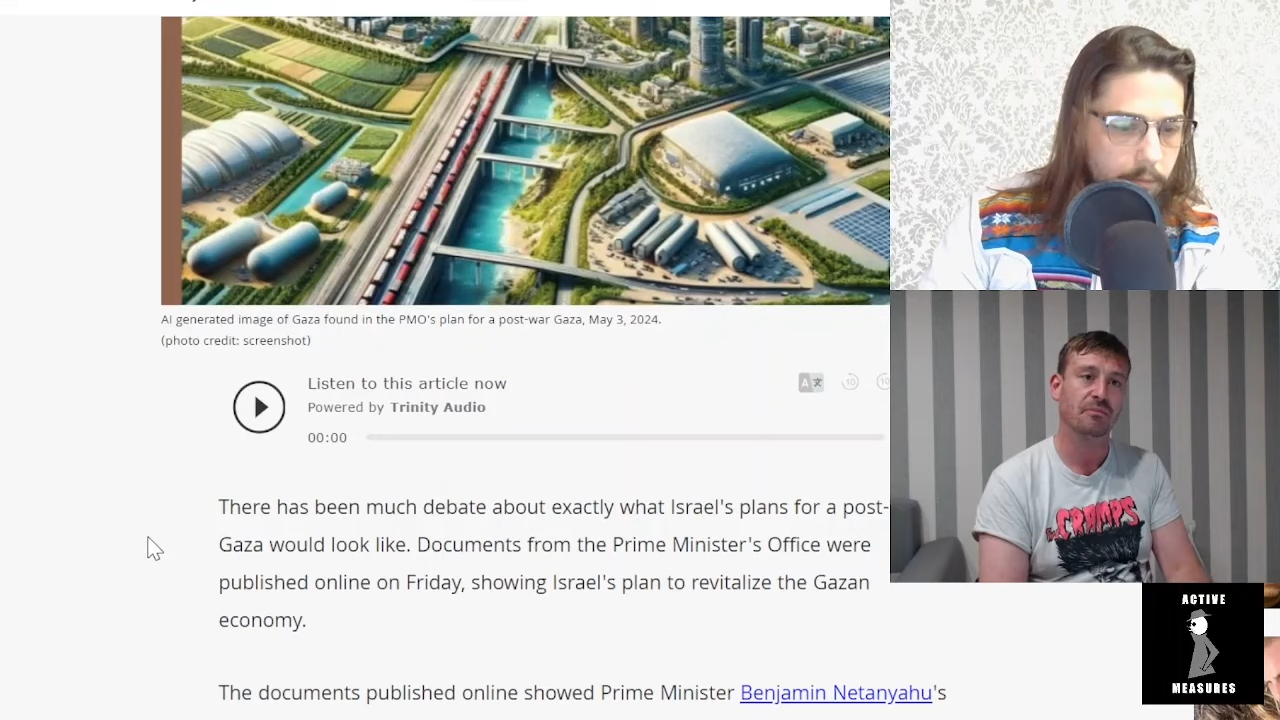 AI generated image of Gaza found in the PMO's plan for a post-war Gaza, May 3, 2024.
(photo credit: screenshot)
Listen to this article now
Powered by Trinity Audio
00:00
A文
10
10
There has been much debate about exactly what Israel's plans for a post-
Gaza would look like. Documents from the Prime Minister's Office were
published online on Friday, showing Israel's plan to revitalize the Gazan
economy.
The documents published online showed Prime Minister Benjamin Netanyahu's
CRAMPS
ACTIVE
MEASURES